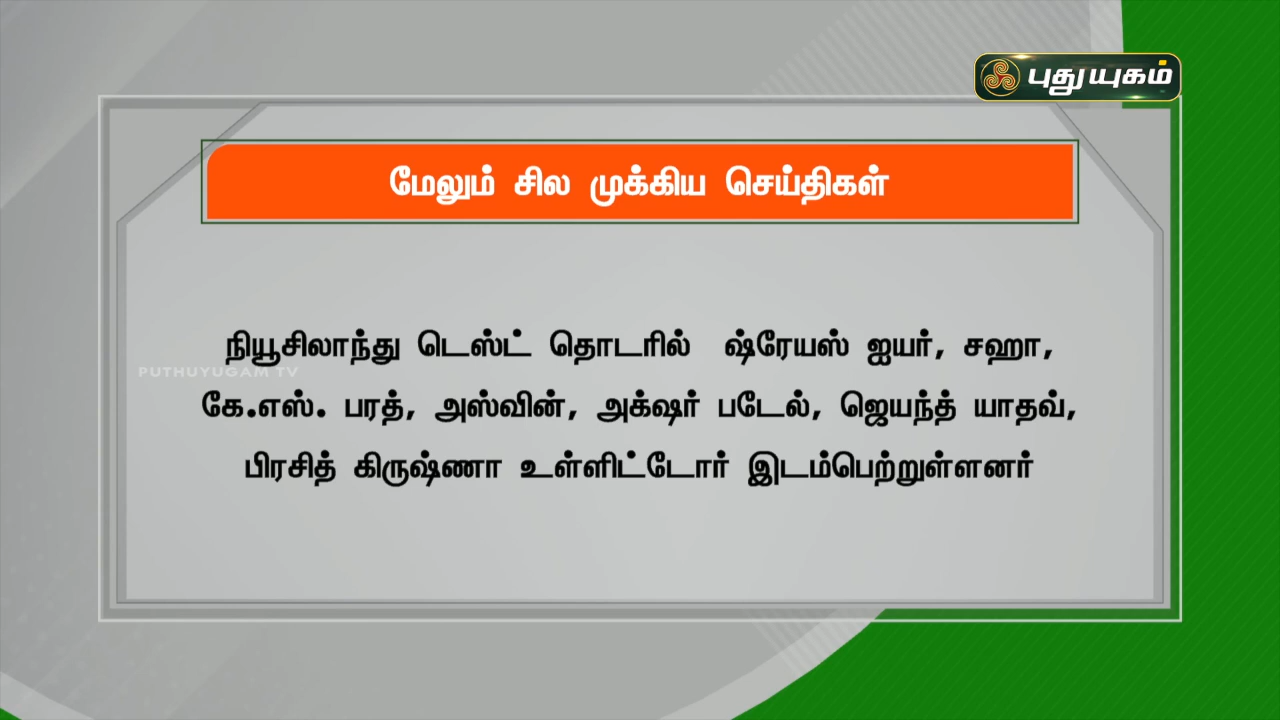 புதுயுகம்
மேலும் சில முக்கிய செய்திகள்
நியூசிலாந்து டெஸ்ட் தொடரில் ஷ்ரேயஸ் ஐயர், சஹா,
PUTHUYUGAM TV
கே.எஸ். பரத், அஸ்வின், அக்ஷர் படேல், ஜெயந்த் யாதவ்,
பிரசித் கிருஷ்ணா உள்ளிட்டோர் இடம்பெற்றுள்ளனர்